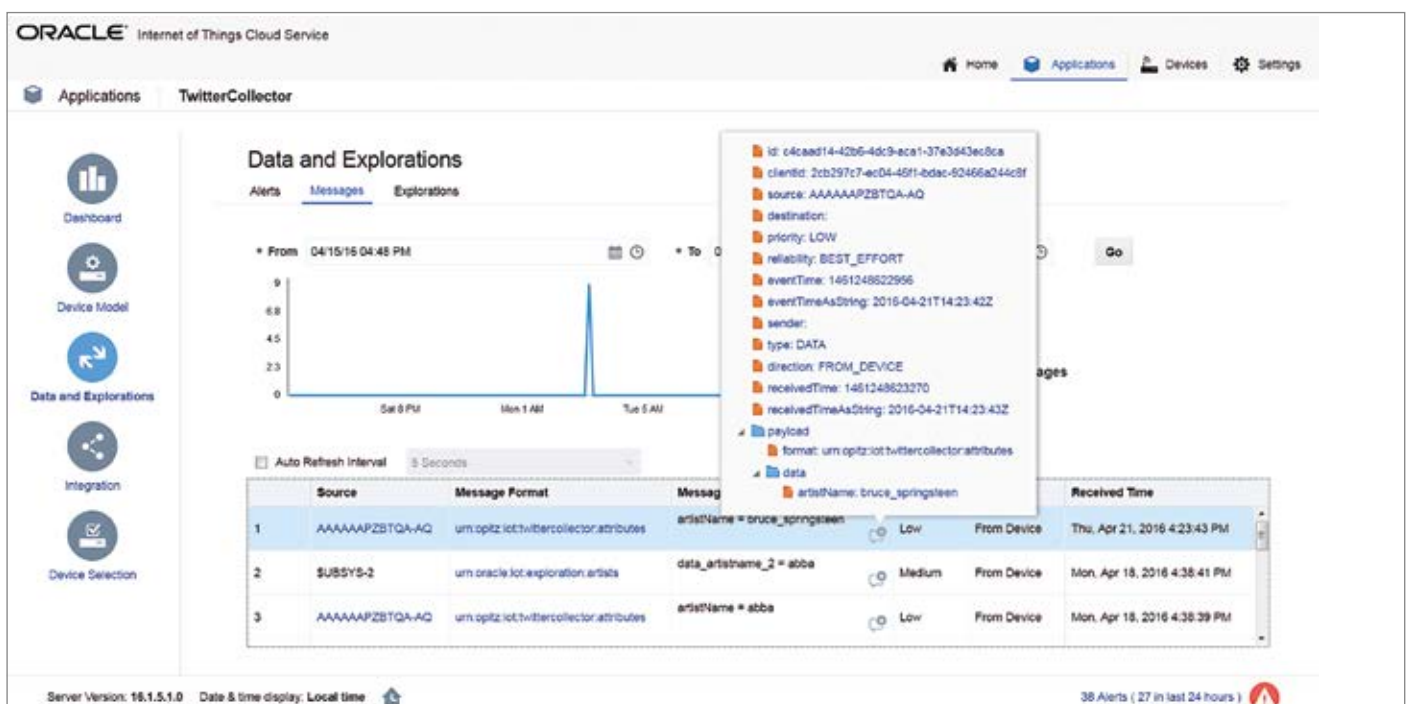 ORACLE Internet of Things Cloud Service
Home Applications Devices Settings
Applications TwitterCollector
Dashboard
Device Model
Data and Explorations
Integration
Device Selection
Data and Explorations
Alerts Messages Explorations
* From 04/15/16 04:48 PM * To 0 Go
9
6.8
4.5
2.3
0
Sat 8 PM Mon 1 AM Tue 5 AM
ages
id: c4caad14-42b6-4dc9-aca1-37e3d43ec8ca
clientId: 2cb297c7-ec04-46f1-bdac-92466a244c8f
source: AAAAAAPZBTQA-AQ
destination:
priority: LOW
reliability: BEST_EFFORT
eventTime: 1461248622956
eventTimeAsString: 2016-04-21T14:23:42Z
sender:
type: DATA
direction: FROM_DEVICE
receivedTime: 1461248623270
receivedTimeAsString: 2016-04-21T14:23:43Z
payload
format: urn:opitz:iot:twittercollector:attributes
data
artistName: bruce_springsteen
Auto Refresh Interval 5 Seconds
Source Message Format Messag Received Time
1 AAAAAAPZBTQA-AQ urn:opitz:iot:twittercollector:attributes artistName = bruce_springsteen Low From Device Thu, Apr 21, 2016 4:23:43 PM
2 $UBSYS-2 urn:oracle:iot:exploration:artists data_artistname_2 = abba Medium From Device Mon, Apr 18, 2016 4:38:41 PM
3 AAAAAAPZBTQA-AQ urn:opitz:iot:twittercollector:attributes artistName = abba Low From Device Mon, Apr 18, 2016 4:38:39 PM
Server Version: 16.1.5.1.0 Date & time display: Local time
38 Alerts ( 27 in last 24 hours )